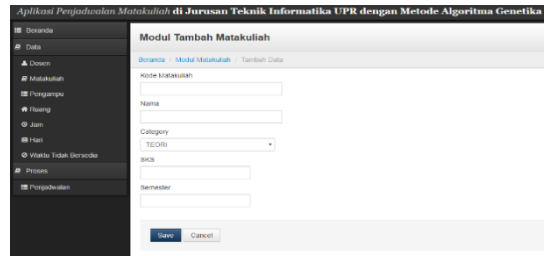 Aplikasi Penjadwalan Matakuliah di Jurusan Teknik Informatika UPR dengan Metode Algoritma Genetika
Beranda
Data
Dosen
Matakuliah
Pengampu
Ruang
Jam
Hari
Waktu Tidak Bersedia
Proses
Penjadwalan
Modul Tambah Matakuliah
Beranda / Modul Matakuliah / Tambah Data
Kode Matakuliah
Nama
Category
TEORI
SKS
Semester
Save Cancel